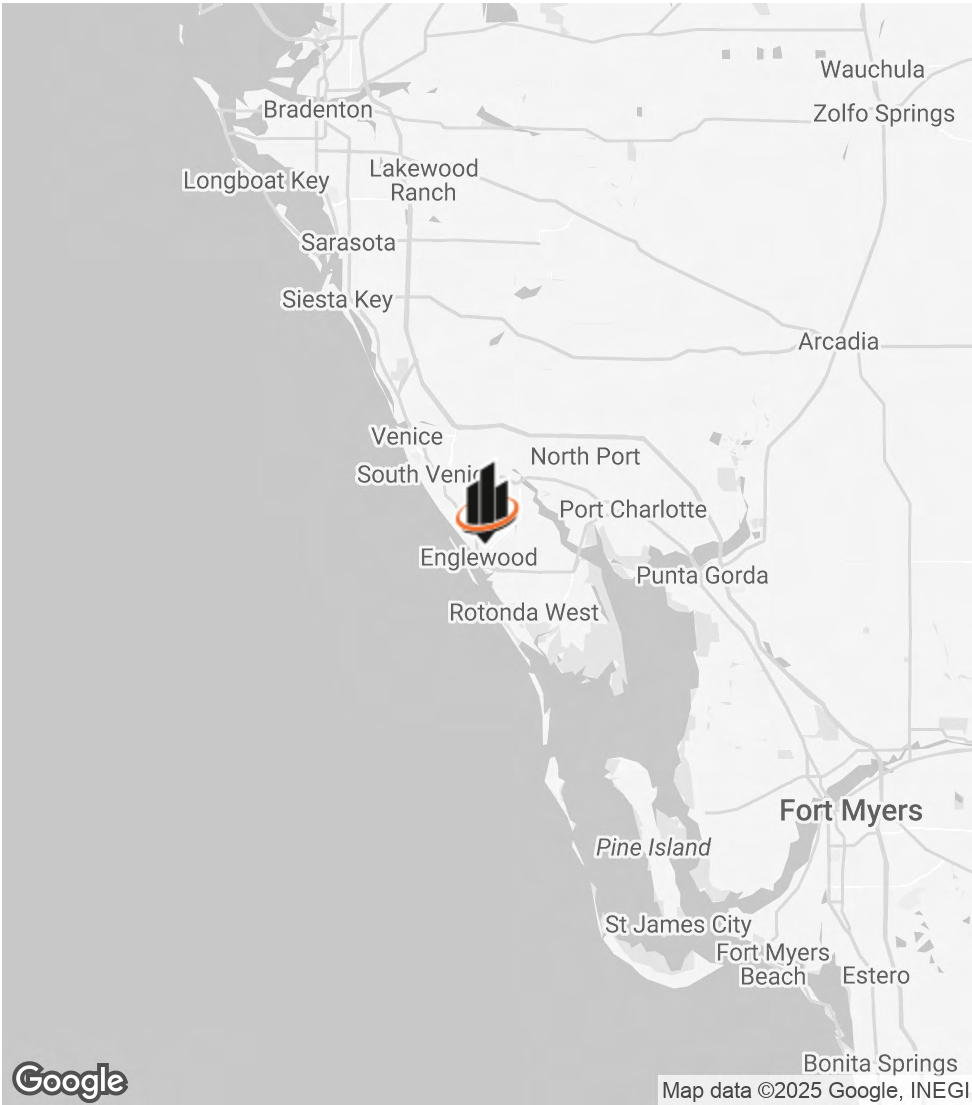 Wauchula
Bradenton
Zolfo Springs
Lakewood
Ranch
Longboat Key
Sarasota
Siesta Key
Arcadia
Venice
North Port
South Veni
Port Charlotte
Englewood
Punta Gorda
Rotonda West
Fort Myers
Pine Island
St James City
Fort Myers
Beach
Estero
Bonita Springs
Google
Map data ©2025 Google, INEGI